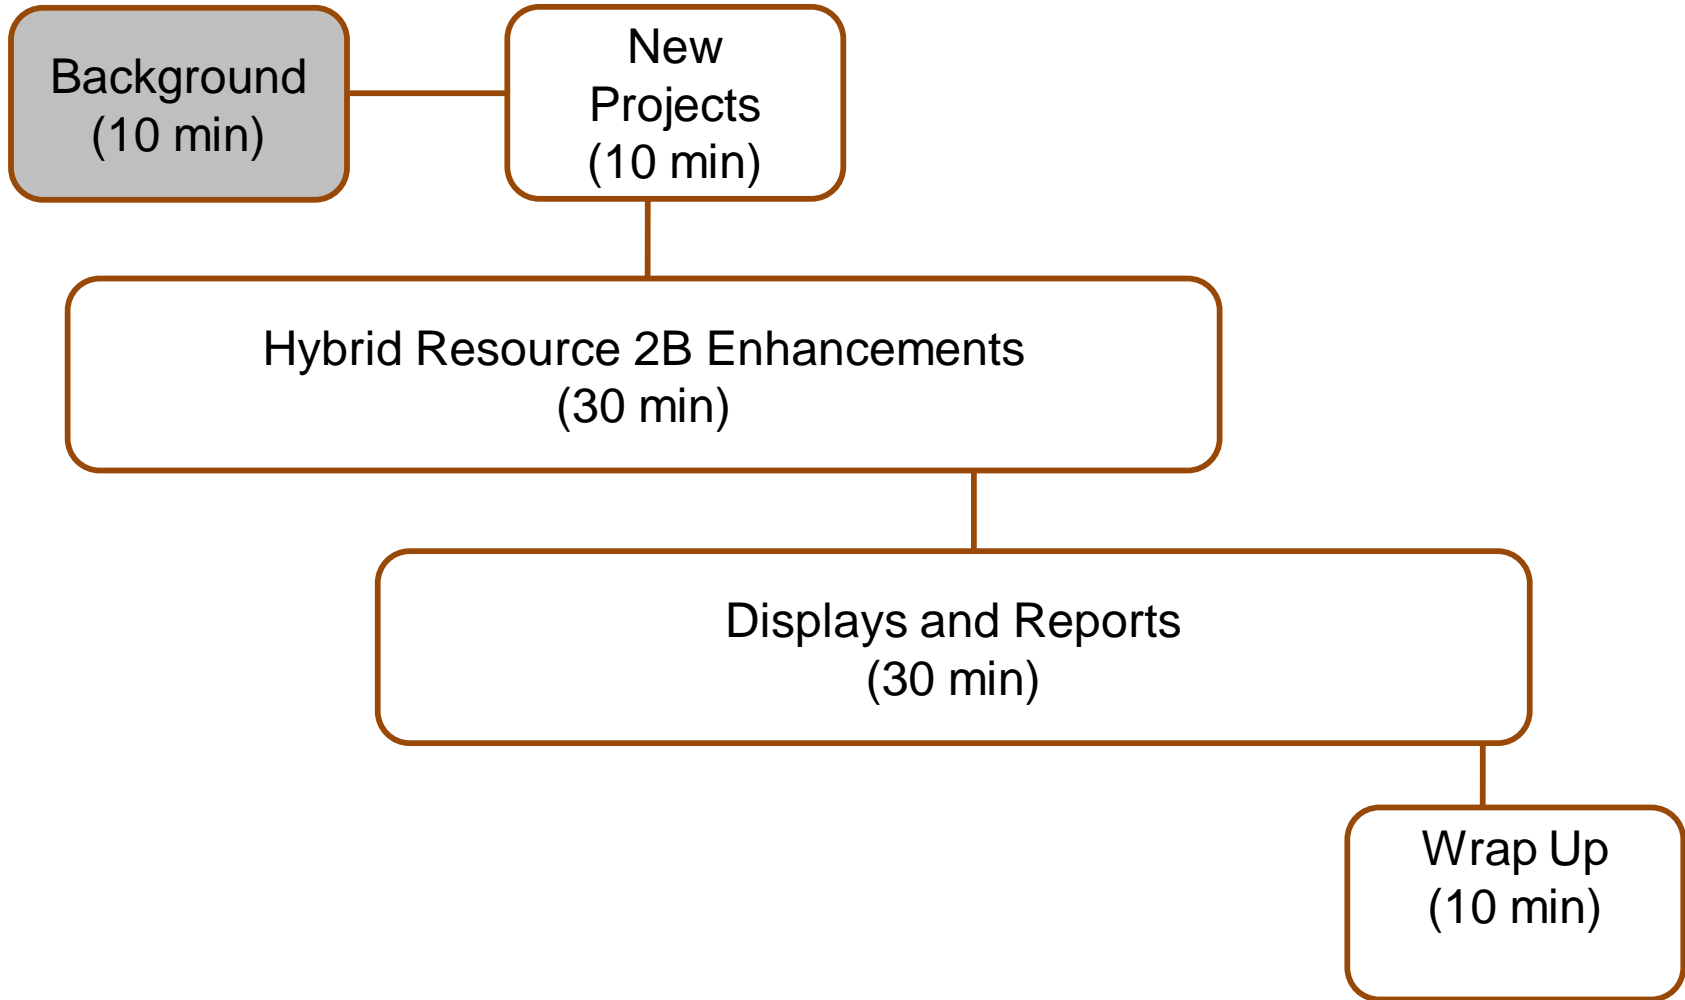 Background
(10 min)
New
Projects
(10 min)
Hybrid Resource 2B Enhancements
(30 min)
Displays and Reports
(30 min)
Wrap Up
(10 min)